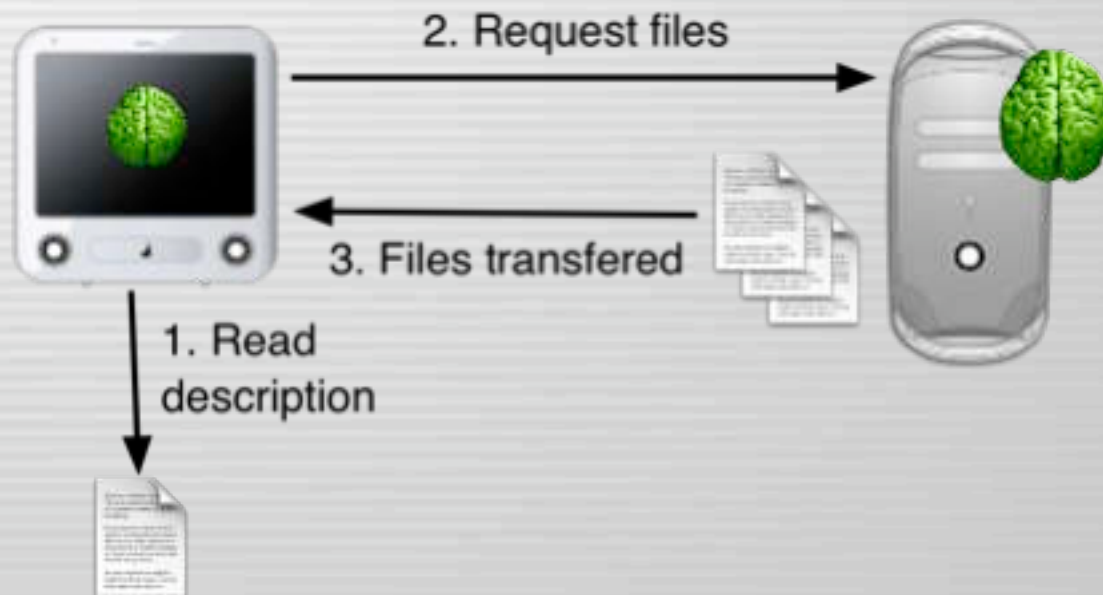 2. Request files
3. Files transfered
1. Read
description